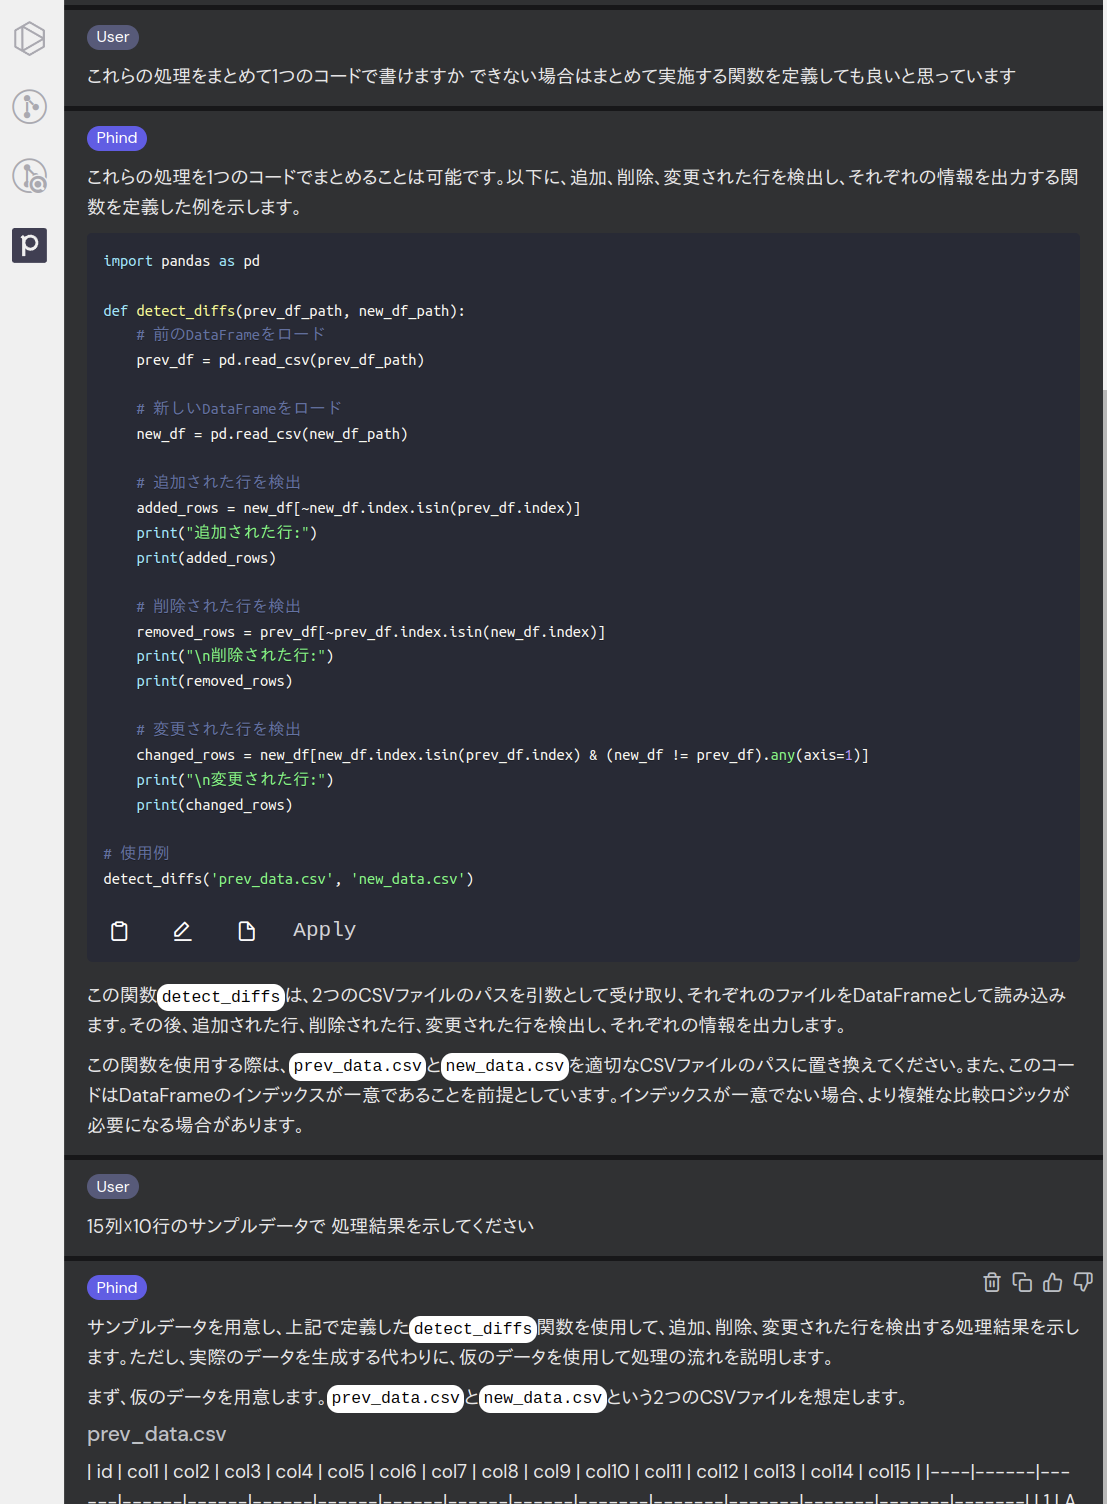 User
これらの処理をまとめて1つのコードで書けますか できない場合はまとめて実施する関数を定義しても良いと思っています
Phind
これらの処理を1つのコードでまとめることは可能です。以下に、追加、削除、変更された行を検出し、それぞれの情報を出力する関
数を定義した例を示します。
import pandas as pd
def detect_diffs(prev_df_path, new_df_path):
# 前のDataFrameをロード
prev_df = pd.read_csv(prev_df_path)
# 新しいDataFrameをロード
new_df = pd.read_csv(new_df_path)
# 追加された行を検出
added_rows = new_df[~new_df.index.isin(prev_df.index)]
print("追加された行:")
print(added_rows)
# 削除された行を検出
removed_rows = prev_df[~prev_df.index.isin(new_df.index)]
print("\n削除された行:")
print(removed_rows)
# 変更された行を検出
changed_rows = new_df[new_df.index.isin(prev_df.index) & (new_df != prev_df).any(axis=1)]
print("\n変更された行:")
print(changed_rows)
# 使用例
detect_diffs('prev_data.csv', 'new_data.csv')
Apply
この関数detect_diffsは、2つのCSVファイルのパスを引数として受け取り、それぞれのファイルをDataFrameとして読み込み
ます。その後、追加された行、削除された行、変更された行を検出し、それぞれの情報を出力します。
この関数を使用する際は、prev_data.csvとnew_data.csvを適切なCSVファイルのパスに置き換えてください。また、このコー
ドはDataFrameのインデックスが一意であることを前提としています。インデックスが一意でない場合、より複雑な比較ロジックが
必要になる場合があります。
User
15列x10行のサンプルデータで 処理結果を示してください
Phind
サンプルデータを用意し、上記で定義したdetect_diffs関数を使用して、追加、削除、変更された行を検出する処理結果を示し
ます。ただし、実際のデータを生成する代わりに、仮のデータを使用して処理の流れを説明します。
まず、仮のデータを用意します。prev_data.csvとnew_data.csvという2つのCSVファイルを想定します。
prev_data.csv
| id | col1 | col2 | col3 | col4 | col5 | col6 | col7 | col8 | col9 | col10 | col11 | col12 | col13 | col14 | col15 | |----|------|---
---|------|------|------|------|------|------|------|-------|-------|-------|-------|-------|-------| | 1 | A